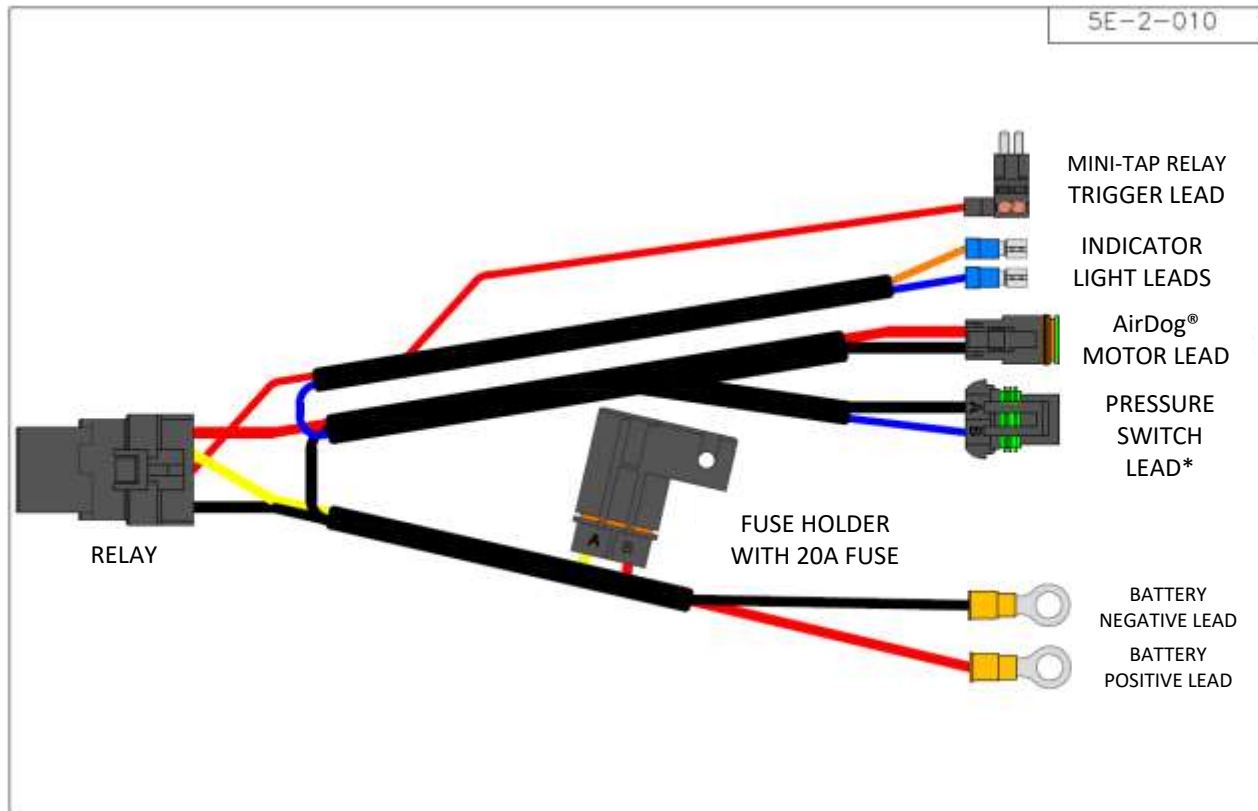 5E-2-010
MINI-TAP RELAY
TRIGGER LEAD
INDICATOR
LIGHT LEADS
AirDog®
MOTOR LEAD
A
B
PRESSURE
SWITCH
LEAD*
FUSE HOLDER
WITH 20A FUSE
A B
RELAY
BATTERY
NEGATIVE LEAD
BATTERY
POSITIVE LEAD